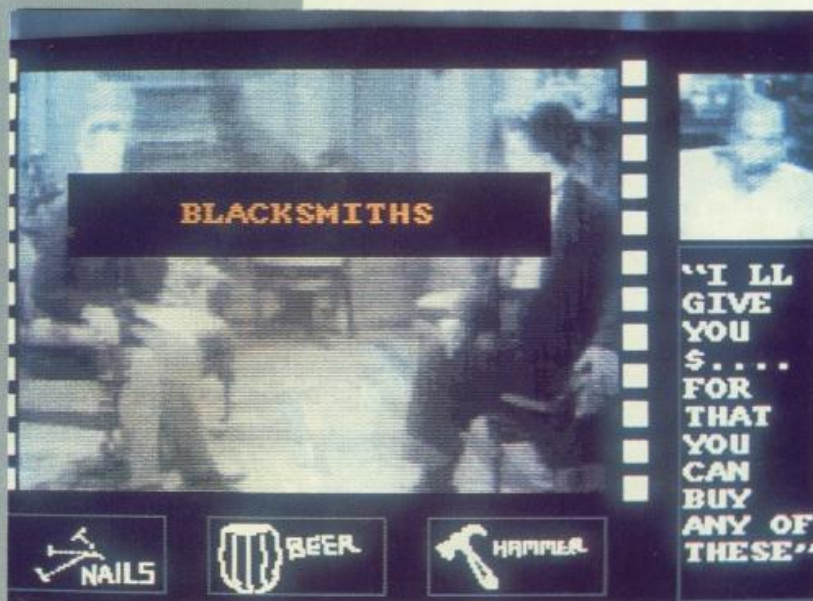 BLACKSMITHS
“I LL
GIVE
YOU
$....
FOR
THAT
YOU
CAN
BUY
ANY OF
THESE”
NAILS
BEER
HAMMER